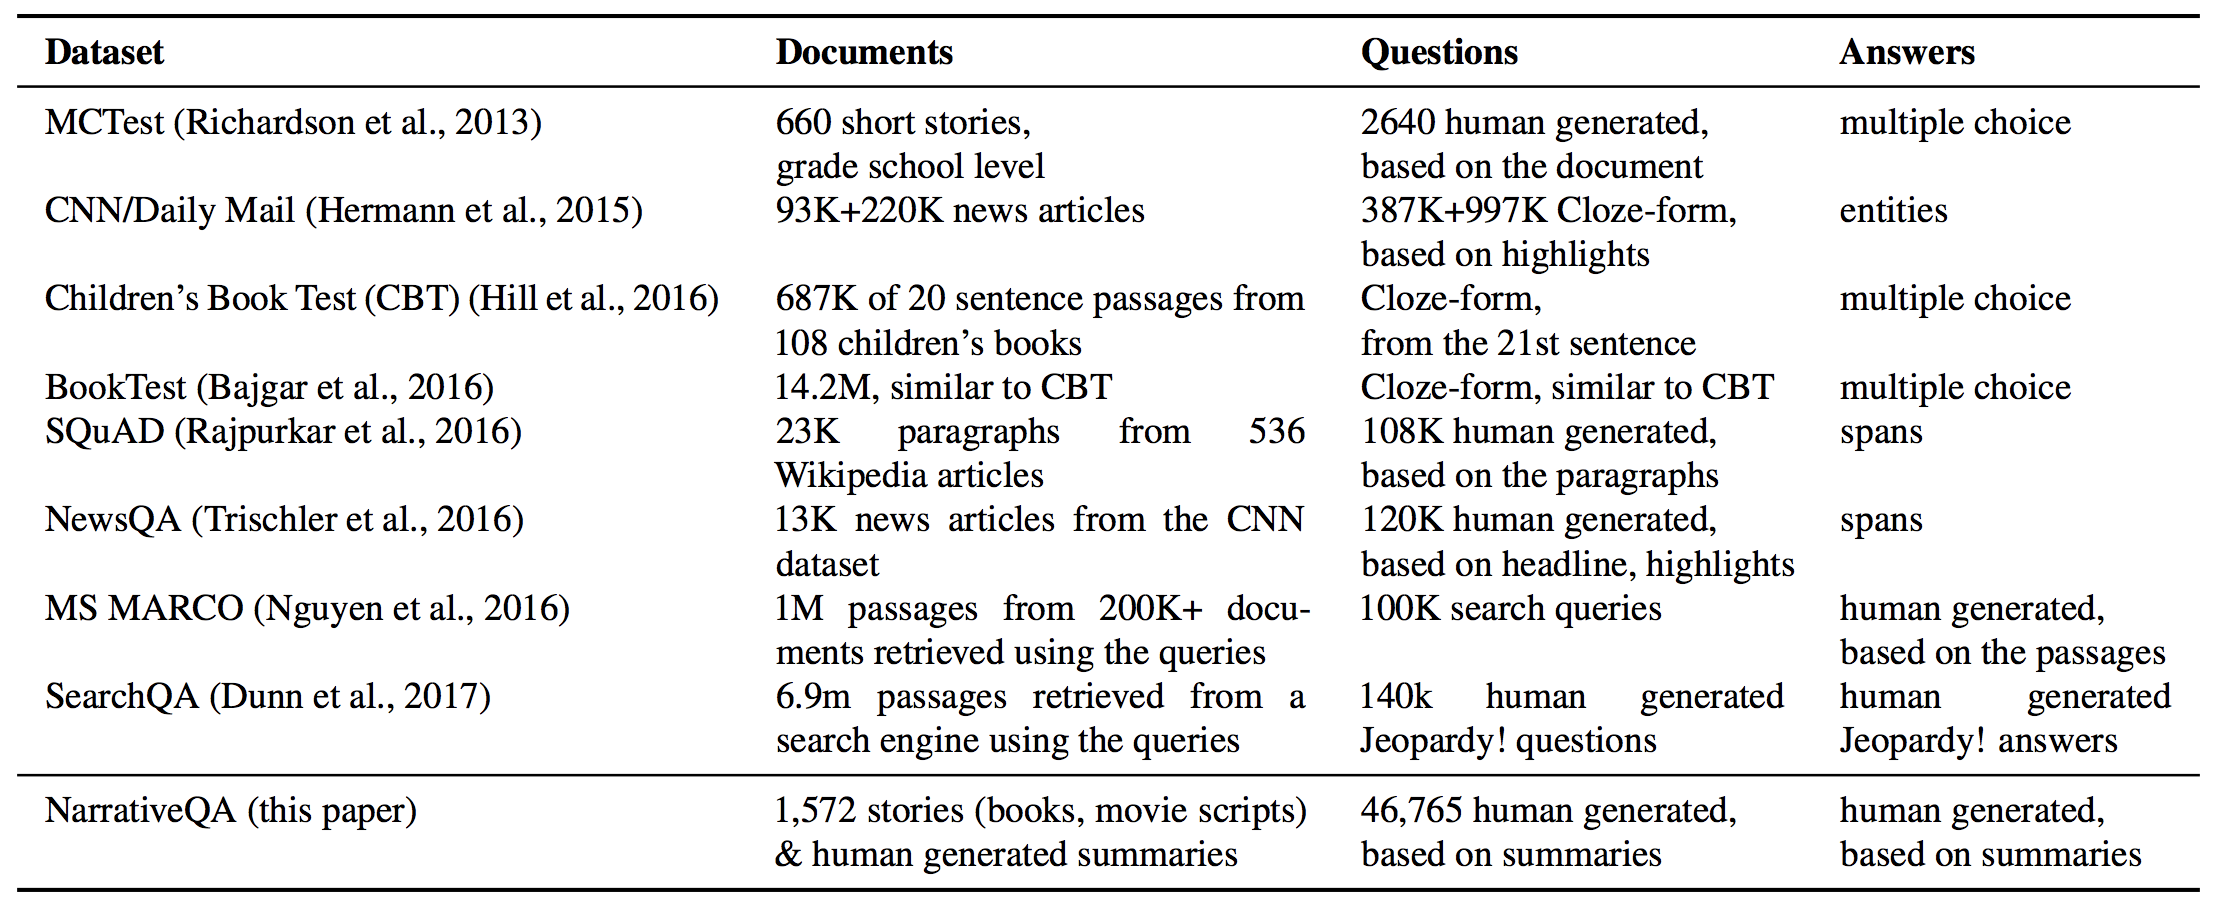 Dataset Documents Questions Answers
MCTest (Richardson et al., 2013) 660 short stories, 2640 human generated, multiple choice
grade school level based on the document
CNN/Daily Mail (Hermann et al., 2015) 93K+220K news articles 387K+997K Cloze-form, entities
based on highlights
Children’s Book Test (CBT) (Hill et al., 2016) 687K of 20 sentence passages from Cloze-form, multiple choice
108 children’s books from the 21st sentence
BookTest (Bajgar et al., 2016) 14.2M, similar to CBT Cloze-form, similar to CBT multiple choice
SQuAD (Rajpurkar et al., 2016) 23K paragraphs from 536 108K human generated, spans
Wikipedia articles based on the paragraphs
NewsQA (Trischler et al., 2016) 13K news articles from the CNN 120K human generated, spans
dataset based on headline, highlights
MS MARCO (Nguyen et al., 2016) 1M passages from 200K+ docu- 100K search queries human generated,
ments retrieved using the queries based on the passages
SearchQA (Dunn et al., 2017) 6.9m passages retrieved from a 140k human generated human generated
search engine using the queries Jeopardy! questions Jeopardy! answers
NarrativeQA (this paper) 1,572 stories (books, movie scripts) 46,765 human generated, human generated,
& human generated summaries based on summaries based on summaries